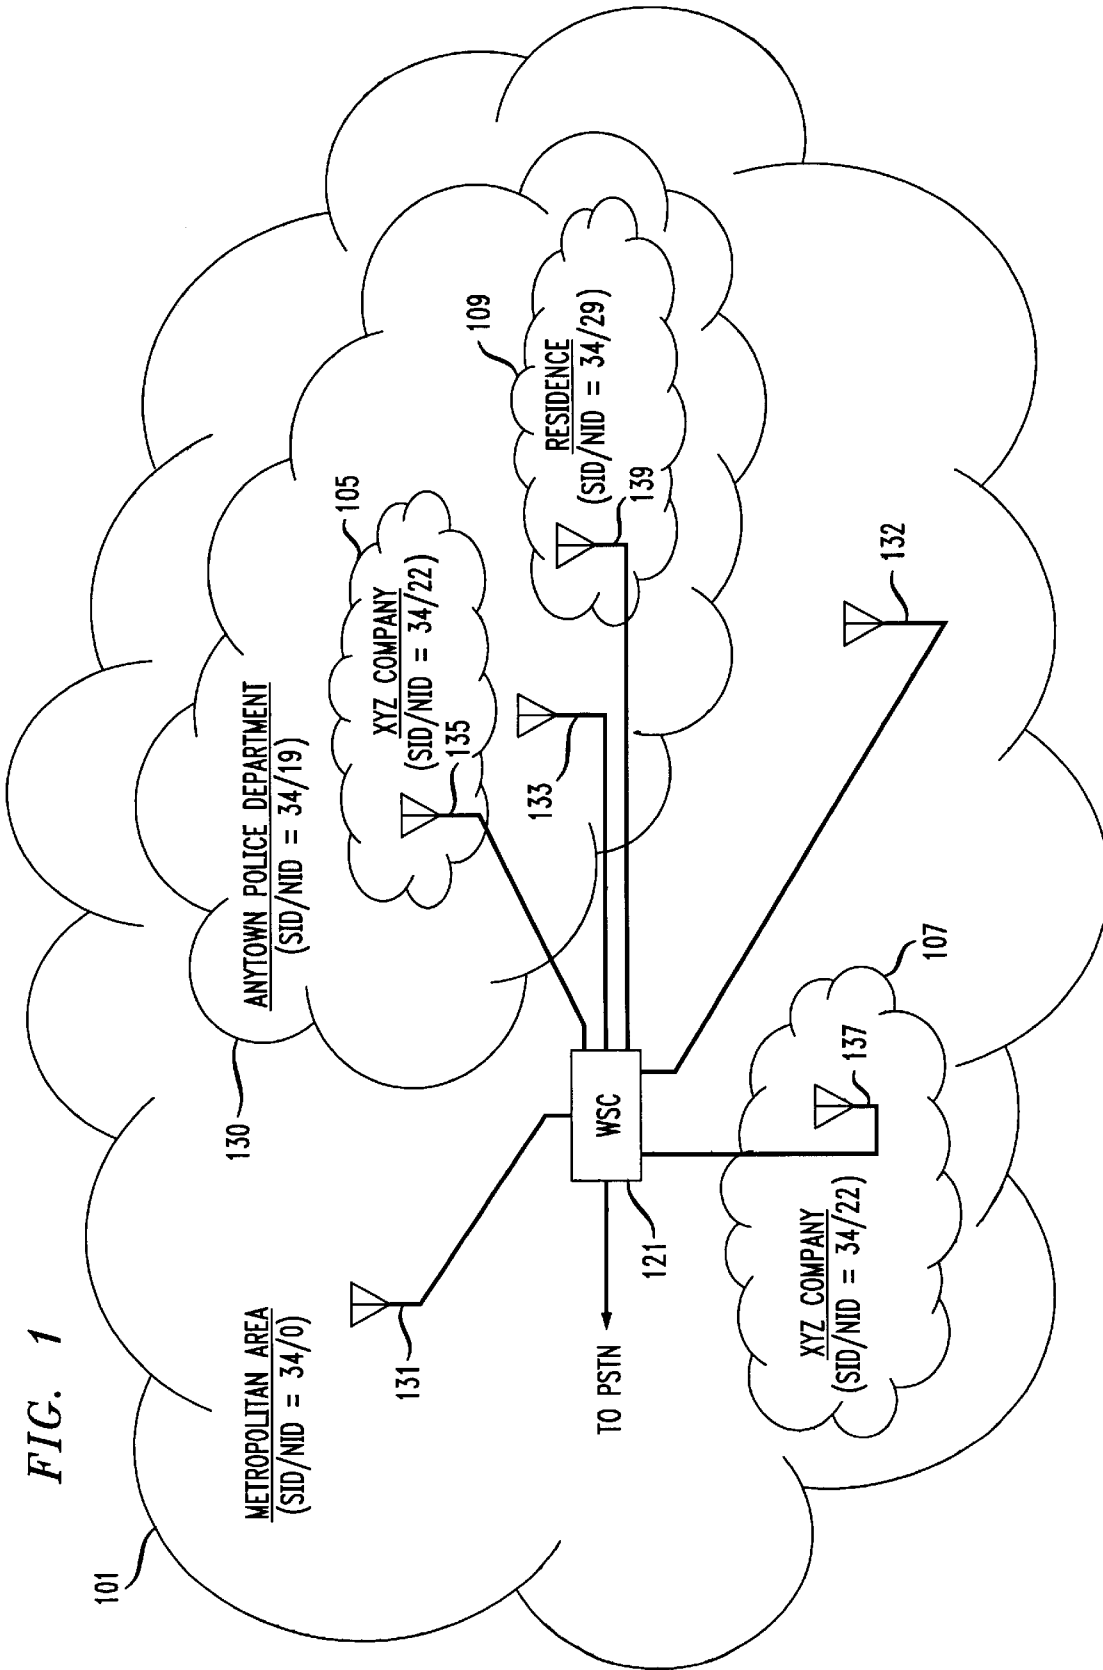 FIG. 1
101
METROPOLITAN AREA
(SID/NID = 34/0)
131
130
ANYTOWN POLICE DEPARTMENT
(SID/NID = 34/19)
105
XYZ COMPANY
(SID/NID = 34/22)
135
109
RESIDENCE
(SID/NID = 34/29)
139
133
TO PSTN
WSC
121
132
XYZ COMPANY
(SID/NID = 34/22)
137
107